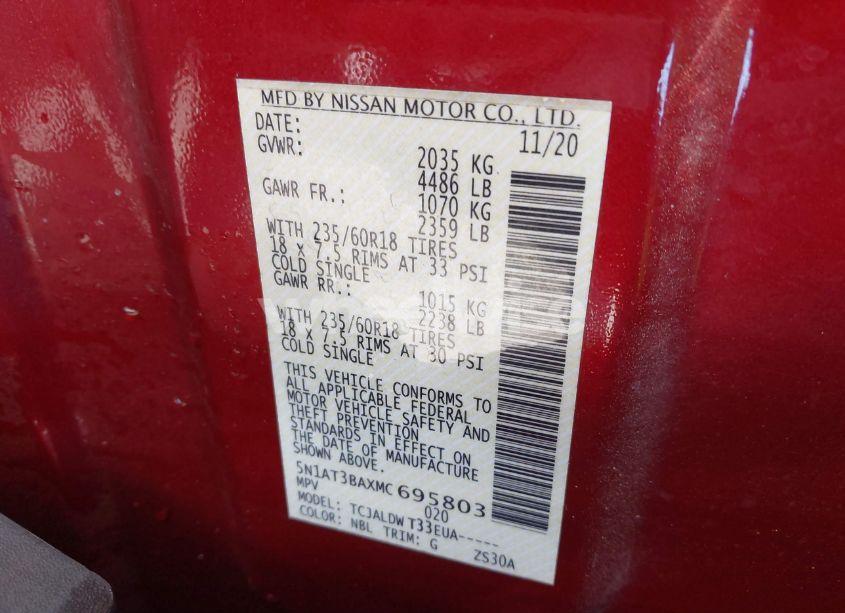 MFD BY NISSAN MOTOR CO., LTD.
DATE: 11/20
GVWR: 2035 KG
4486 LB
GAWR FR.: 1070 KG
2359 LB
WITH 235/60R18 TIRES
18 x 7.5 RIMS AT 33 PSI
COLD SINGLE
GAWR RR.: 1015 KG
2238 LB
WITH 235/60R18 TIRES
18 x 7.5 RIMS AT 30 PSI
COLD SINGLE
THIS VEHICLE CONFORMS TO
ALL APPLICABLE FEDERAL
MOTOR VEHICLE SAFETY AND
THEFT PREVENTION
STANDARDS IN EFFECT ON
THE DATE OF MANUFACTURE
SHOWN ABOVE.
5N1AT3BAXMC695803
MPV 020
MODEL: TCJALDW T33EUA-----
COLOR: NBL TRIM: G ZS30A